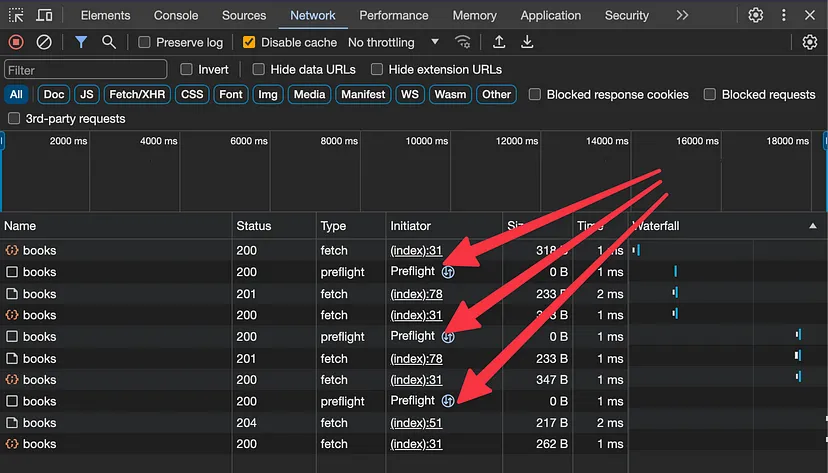 Elements Console Sources Network Performance Memory Application Security
Preserve log Disable cache No throttling
Filter Invert Hide data URLs Hide extension URLs
All Doc JS Fetch/XHR CSS Font Img Media Manifest WS Wasm Other Blocked response cookies Blocked requests
3rd-party requests
2000 ms 4000 ms 6000 ms 8000 ms 10000 ms 12000 ms 14000 ms 16000 ms 18000 ms
Name Status Type Initiator Size Time Waterfall
books 200 fetch (index):31 318 B 1 ms
books 200 preflight Preflight 0 B 1 ms
books 201 fetch (index):78 233 B 2 ms
books 200 fetch (index):31 B 1 ms
books 200 preflight Preflight 0 B 1 ms
books 201 fetch (index):78 233 B 1 ms
books 200 fetch (index):31 347 B 1 ms
books 200 preflight Preflight 0 B 1 ms
books 204 fetch (index):51 217 B 2 ms
books 200 fetch (index):31 262 B 1 ms